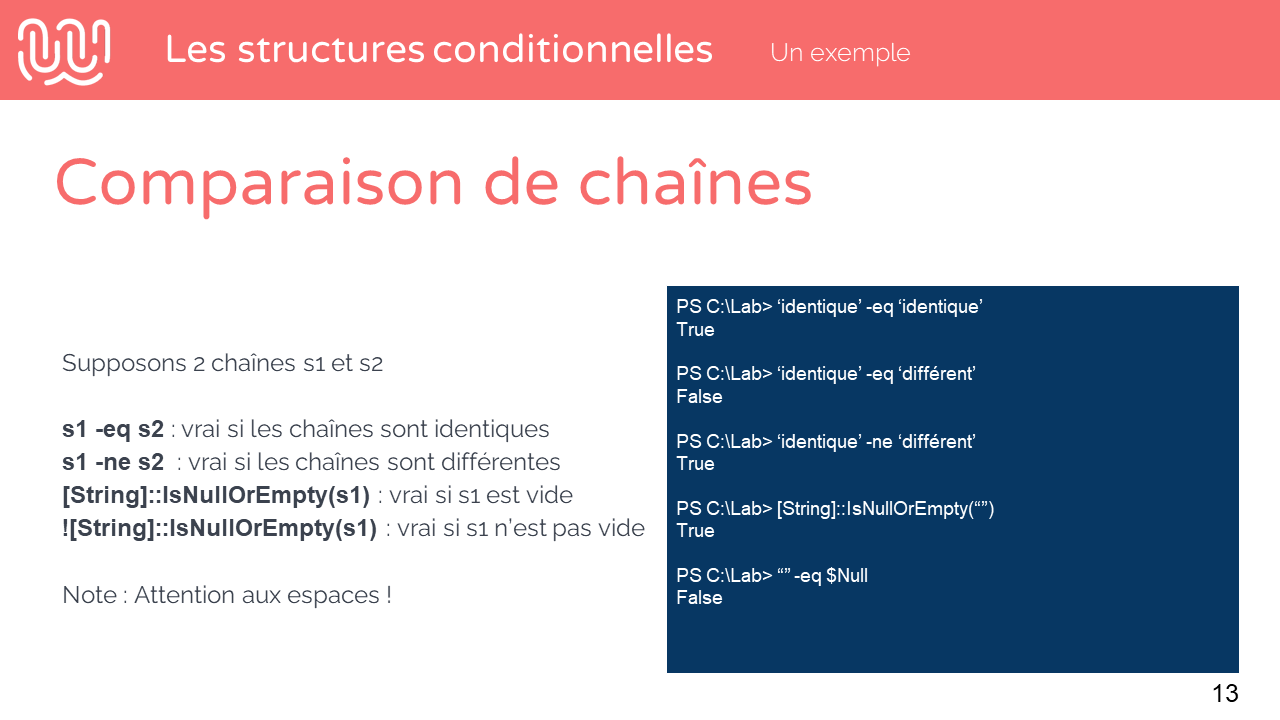 Les structures conditionnelles
Un exemple
Comparaison de chaînes
Supposons 2 chaînes s1 et s2
s1 -eq s2 : vrai si les chaînes sont identiques
s1 -ne s2  : vrai si les chaînes sont différentes
[String]::IsNullOrEmpty(s1) : vrai si s1 est vide
![String]::IsNullOrEmpty(s1) : vrai si s1 n’est pas vide
Note : Attention aux espaces !
PS C:\Lab> ‘identique’ -eq ‘identique’
True
PS C:\Lab> ‘identique’ -eq ‘différent’
False
PS C:\Lab> ‘identique’ -ne ‘différent’
True
PS C:\Lab> [String]::IsNullOrEmpty(“”)
True
PS C:\Lab> “” -eq $Null
False
13